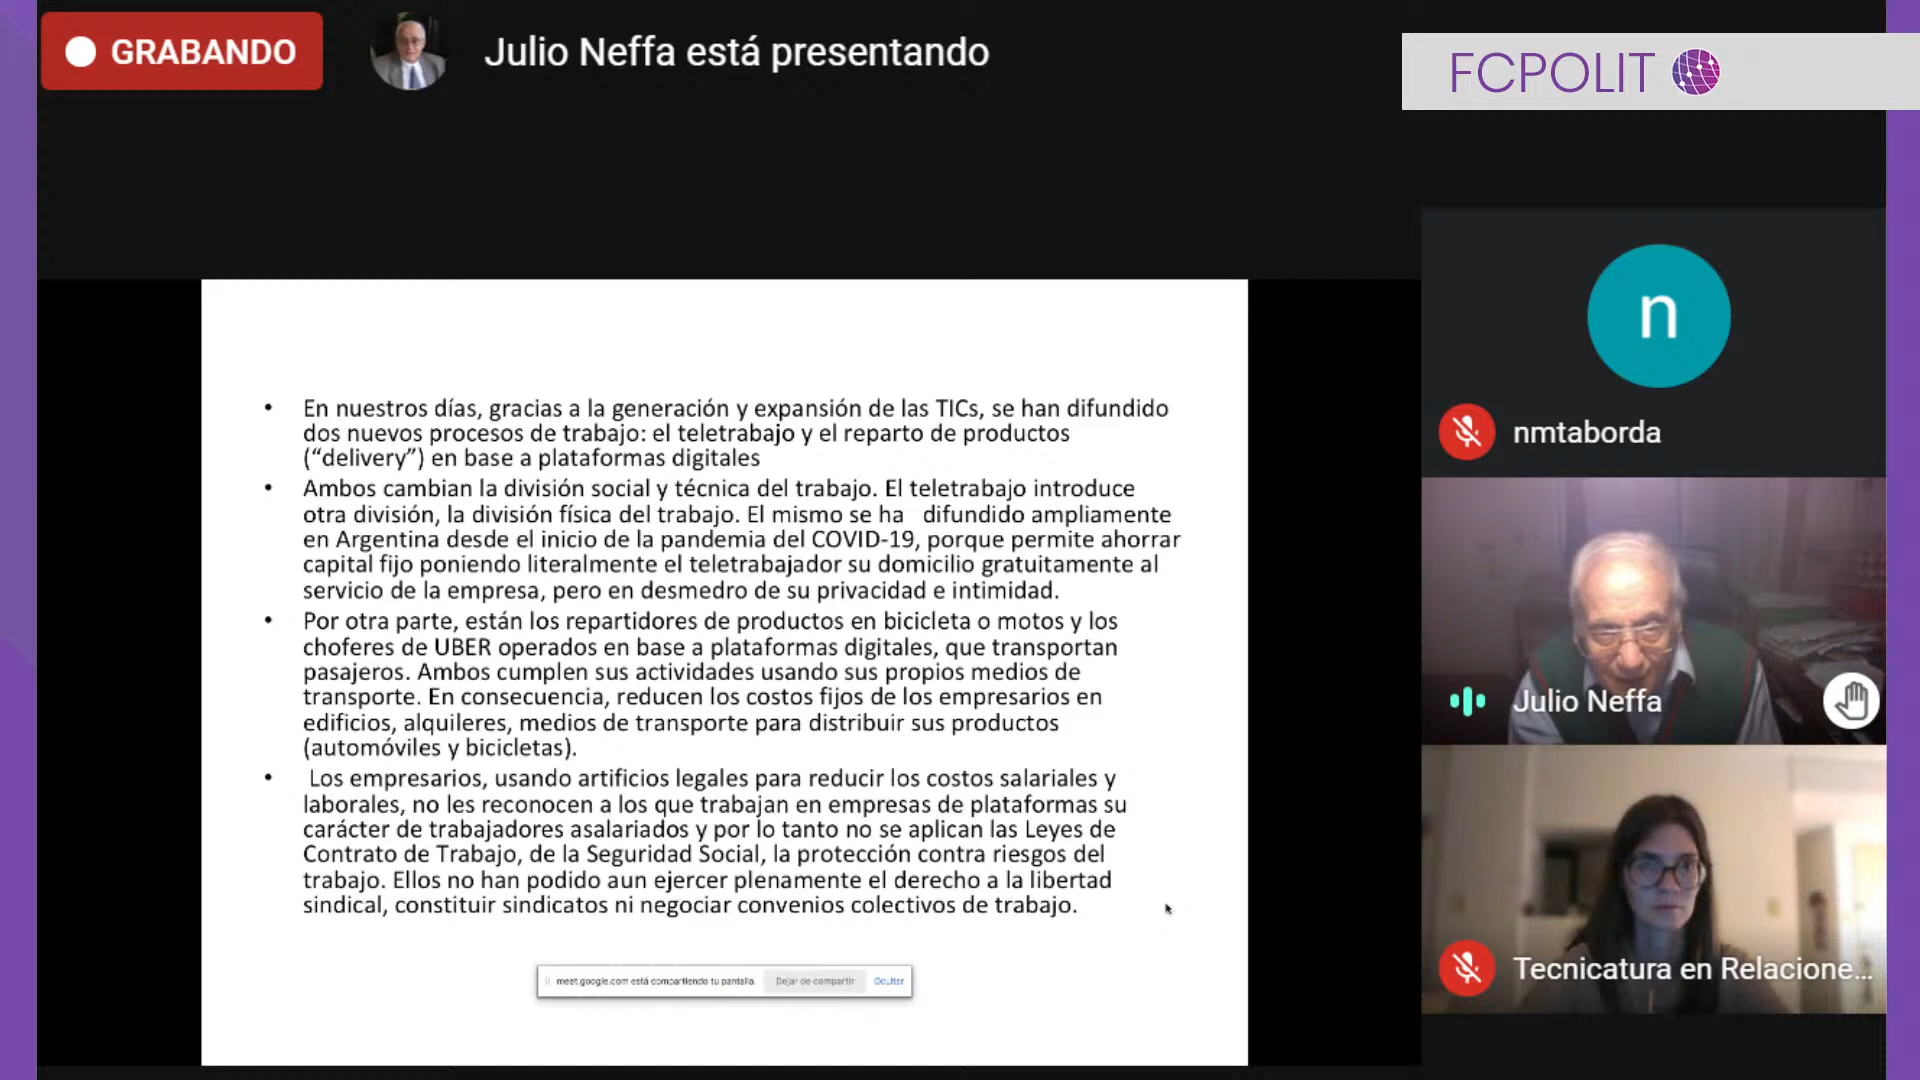 GRABANDO
Julio Neffa está presentando
FCPOLIT
• En nuestros días, gracias a la generación y expansión de las TICs, se han difundido
dos nuevos procesos de trabajo: el teletrabajo y el reparto de productos
(“delivery”) en base a plataformas digitales
• Ambos cambian la división social y técnica del trabajo. El teletrabajo introduce
otra división, la división física del trabajo. El mismo se ha difundido ampliamente
en Argentina desde el inicio de la pandemia del COVID-19, porque permite ahorrar
capital fijo poniendo literalmente el teletrabajador su domicilio gratuitamente al
servicio de la empresa, pero en desmedro de su privacidad e intimidad.
• Por otra parte, están los repartidores de productos en bicicleta o motos y los
choferes de UBER operados en base a plataformas digitales, que transportan
pasajeros. Ambos cumplen sus actividades usando sus propios medios de
transporte. En consecuencia, reducen los costos fijos de los empresarios en
edificios, alquileres, medios de transporte para distribuir sus productos
(automóviles y bicicletas).
• Los empresarios, usando artificios legales para reducir los costos salariales y
laborales, no les reconocen a los que trabajan en empresas de plataformas su
carácter de trabajadores asalariados y por lo tanto no se aplican las Leyes de
Contrato de Trabajo, de la Seguridad Social, la protección contra riesgos del
trabajo. Ellos no han podido aun ejercer plenamente el derecho a la libertad
sindical, constituir sindicatos ni negociar convenios colectivos de trabajo.
meet.google.com está compartiendo tu pantalla. Dejar de compartir Ocultar
n
nmtaborda
Julio Neffa
Tecnicatura en Relacione...